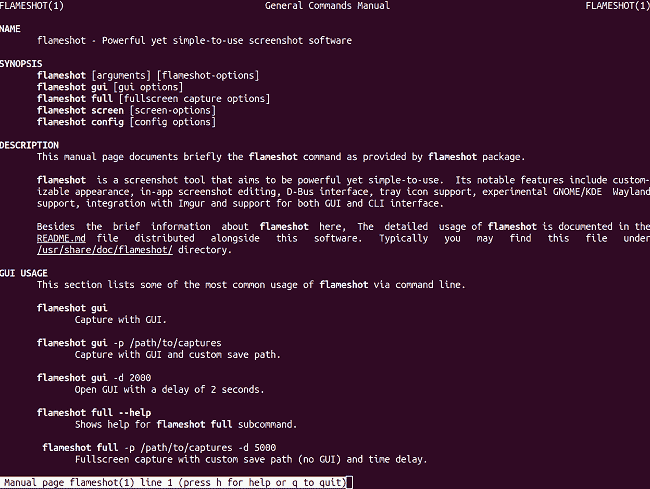 FLAMESHOT(1) General Commands Manual FLAMESHOT(1)
NAME
flameshot - Powerful yet simple-to-use screenshot software
SYNOPSIS
flameshot [arguments] [flameshot-options]
flameshot gui [gui options]
flameshot full [fullscreen capture options]
flameshot screen [screen-options]
flameshot config [config options]
DESCRIPTION
This manual page documents briefly the flameshot command as provided by flameshot package.
flameshot is a screenshot tool that aims to be powerful yet simple-to-use. Its notable features include custom-
izable appearance, in-app screenshot editing, D-Bus interface, tray icon support, experimental GNOME/KDE Wayland
support, integration with Imgur and support for both GUI and CLI interface.
Besides the brief information about flameshot here, The detailed usage of flameshot is documented in the
README.md file distributed alongside this software. Typically you may find this file under
/usr/share/doc/flameshot/ directory.
GUI USAGE
This section lists some of the most common usage of flameshot via command line.
flameshot gui
Capture with GUI.
flameshot gui -p /path/to/captures
Capture with GUI and custom save path.
flameshot gui -d 2000
Open GUI with a delay of 2 seconds.
flameshot full --help
Shows help for flameshot full subcommand.
flameshot full -p /path/to/captures -d 5000
Fullscreen capture with custom save path (no GUI) and time delay.
Manual page flameshot(1) line 1 (press h for help or q to quit)